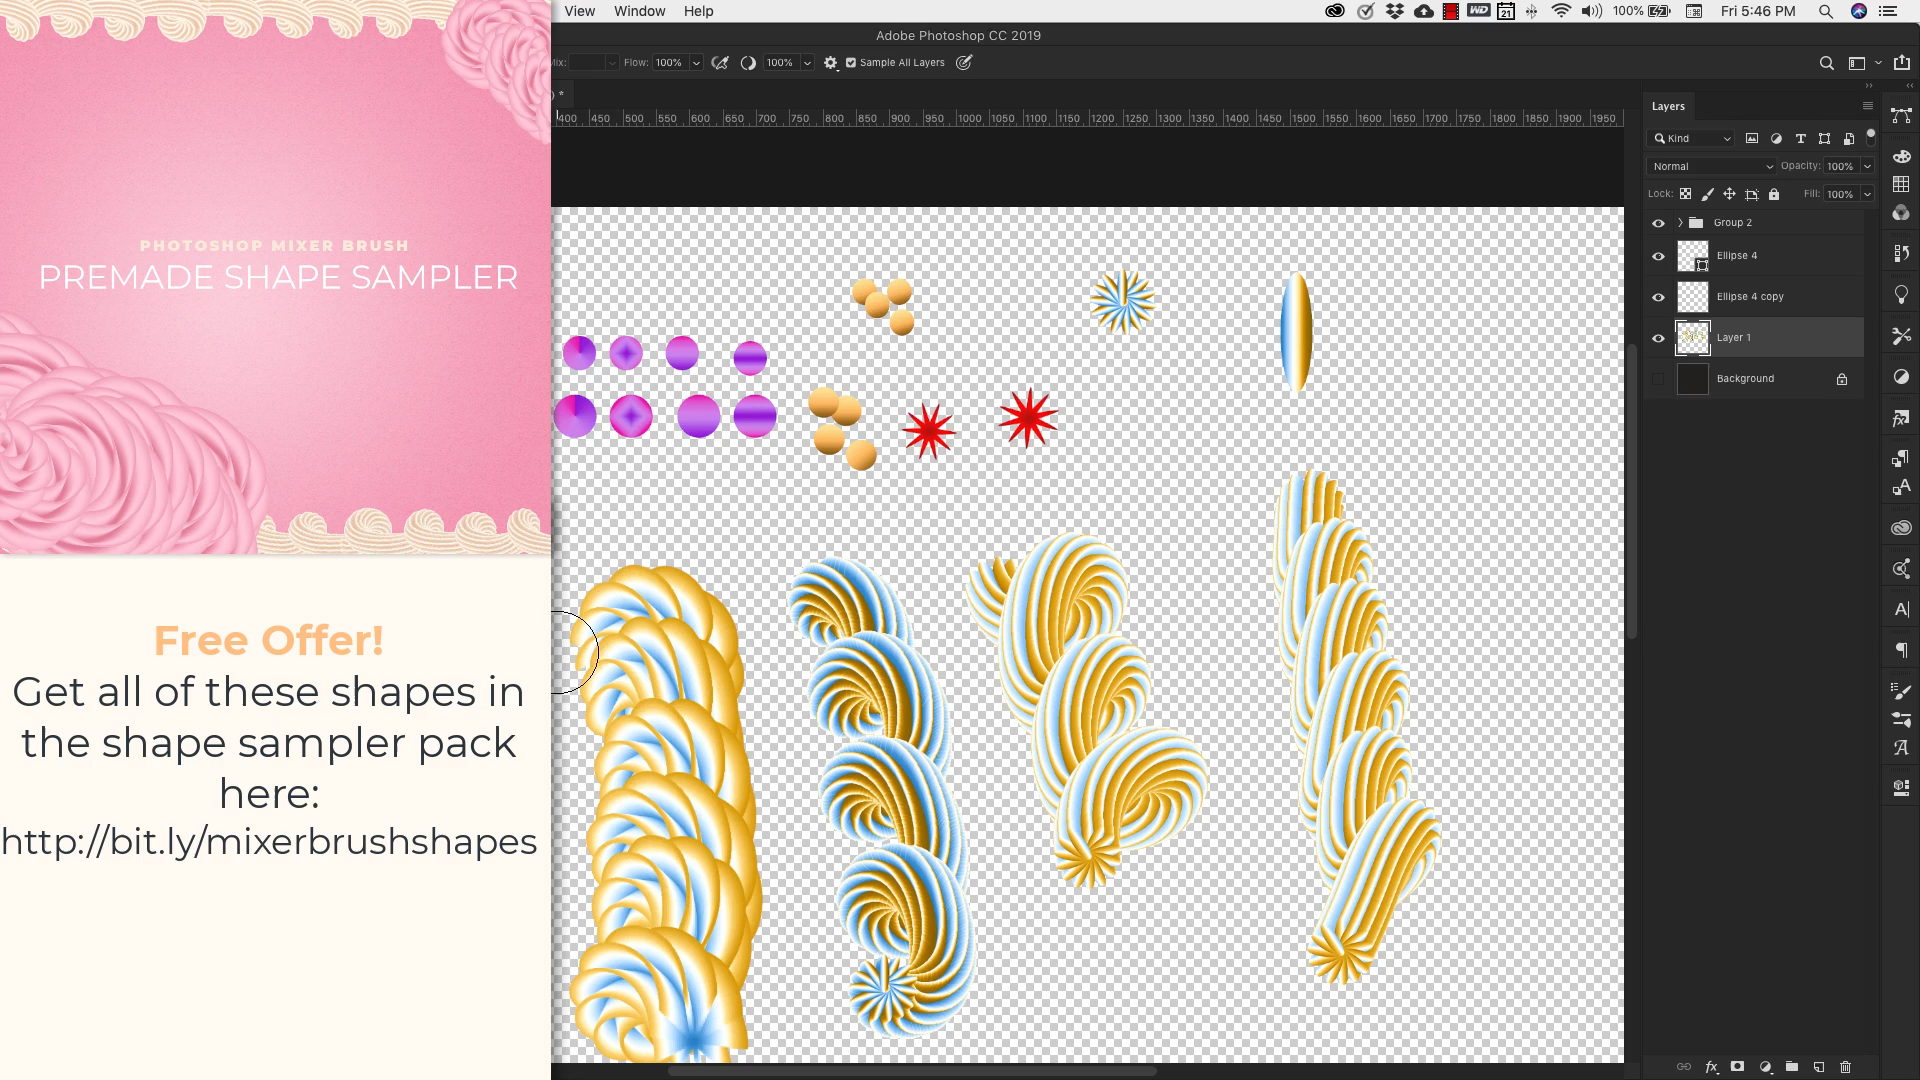 View Window Help
WD
21
100%
Fri 5:46 PM
Adobe Photoshop CC 2019
Mix:
Flow: 100%
100%
Sample All Layers
) *
400 450 500 550 600 650 700 750 800 850 900 950 1000 1050 1100 1150 1200 1250 1300 1350 1400 1450 1500 1550 1600 1650 1700 1750 1800 1850 1900 1950
PHOTOSHOP MIXER BRUSH
PREMADE SHAPE SAMPLER
Free Offer!
Get all of these shapes in
the shape sampler pack
here:
http://bit.ly/mixerbrushshapes
Layers
Kind
Normal
Opacity: 100%
Lock:
Fill: 100%
Group 2
Ellipse 4
Ellipse 4 copy
Layer 1
Background